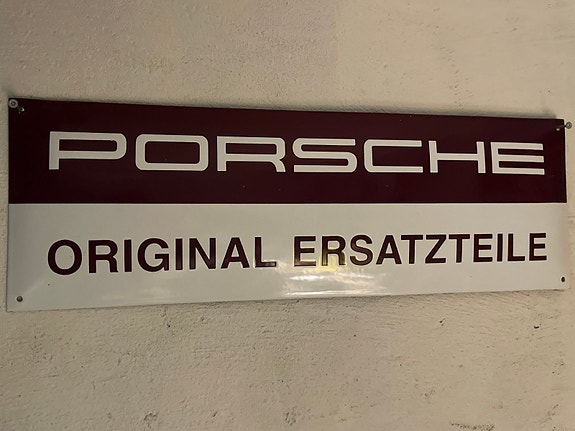 PORSCHE
ORIGINAL ERSATZTEILE